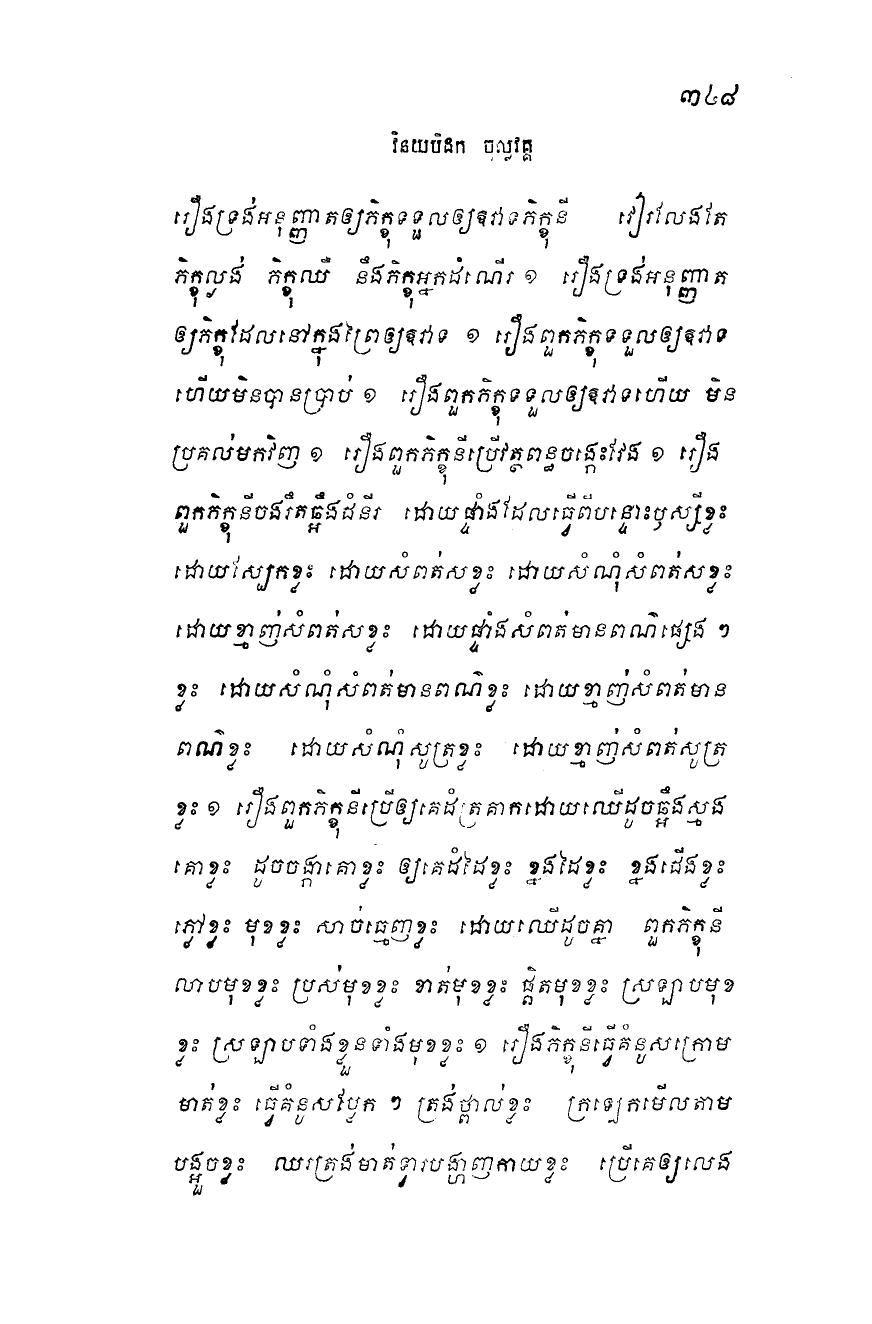 ៣៤៨
វិនយបិដក ចុល្លវគ្គ
រឿងទ្រង់អនុញ្ញាតឲ្យភិក្ខុទទួលឲ្យឱវាទភិក្ខុនី វៀរលែងតែ
ភិក្ខុល្ងង់ ភិក្ខុឈឺ នឹងភិក្ខុអ្នកដំណើរ ១ រឿងទ្រង់អនុញ្ញាត
ឲ្យភិក្ខុដែលនៅក្នុងព្រៃឲ្យឱវាទ ១ រឿងពួកភិក្ខុទទួលឲ្យឱវាទ
ហើយមិនបានប្រាប់ ១ រឿងពួកភិក្ខុទទួលឲ្យឱវាទហើយ មិន
ប្រគល់មកវិញ ១ រឿងពួកភិក្ខុនីប្រើវត្ថពន្ធចង្កេះវែង ១ រឿង
ពួកភិក្ខុនីចងរឹតធ្អឹងជំនីរ ដោយផ្ទាំងដែលធ្វើពីបន្ទោះឫស្សីខ្លះ
ដោយស្បែកខ្លះ ដោយសំពត់សខ្លះ ដោយសំណុំសំពត់សខ្លះ
ដោយខ្មាញ់សំពត់សខ្លះ ដោយផ្ទាំងសំពត់មានពណ៌ផ្សេង ៗ
ខ្លះ ដោយសំណុំសំពត់មានពណ៌ខ្លះ ដោយខ្មាញ់សំពត់មាន
ពណ៌ខ្លះ ដោយសំណុំសូត្រខ្លះ ដោយខ្មាញ់សំពត់សូត្រ
ខ្លះ ១ រឿងពួកភិក្ខុនីប្រើឲ្យគេដំត្រគាកដោយឈើដូចធ្អឹងស្មង
គោខ្លះ ដូចចង្កាគោខ្លះ ឲ្យគេដំដៃខ្លះ ខ្នងដៃខ្លះ ខ្នងជើងខ្លះ
ភ្លៅខ្លះ មុខខ្លះ សាច់ធ្មេញខ្លះ ដោយឈើដូចគ្នា ពួកភិក្ខុនី
លាបមុខខ្លះ ប្រស់មុខខ្លះ ខាត់មុខខ្លះ ផ្តិតមុខខ្លះ ស្រឡាបមុខ
ខ្លះ ស្រឡាបទាំងខ្លួនទាំងមុខខ្លះ ១ រឿងភិក្ខុនីធ្វើគំនូសក្រោម
មាត់ខ្លះ ធ្វើគំនូសប្លែក ៗ ត្រង់ថ្ពាល់ខ្លះ ក្រឡេកមើលតាម
បង្អួចខ្លះ ឈរត្រង់មាត់ទ្វារបង្ហាញកាយខ្លះ ប្រើគេឲ្យលេង